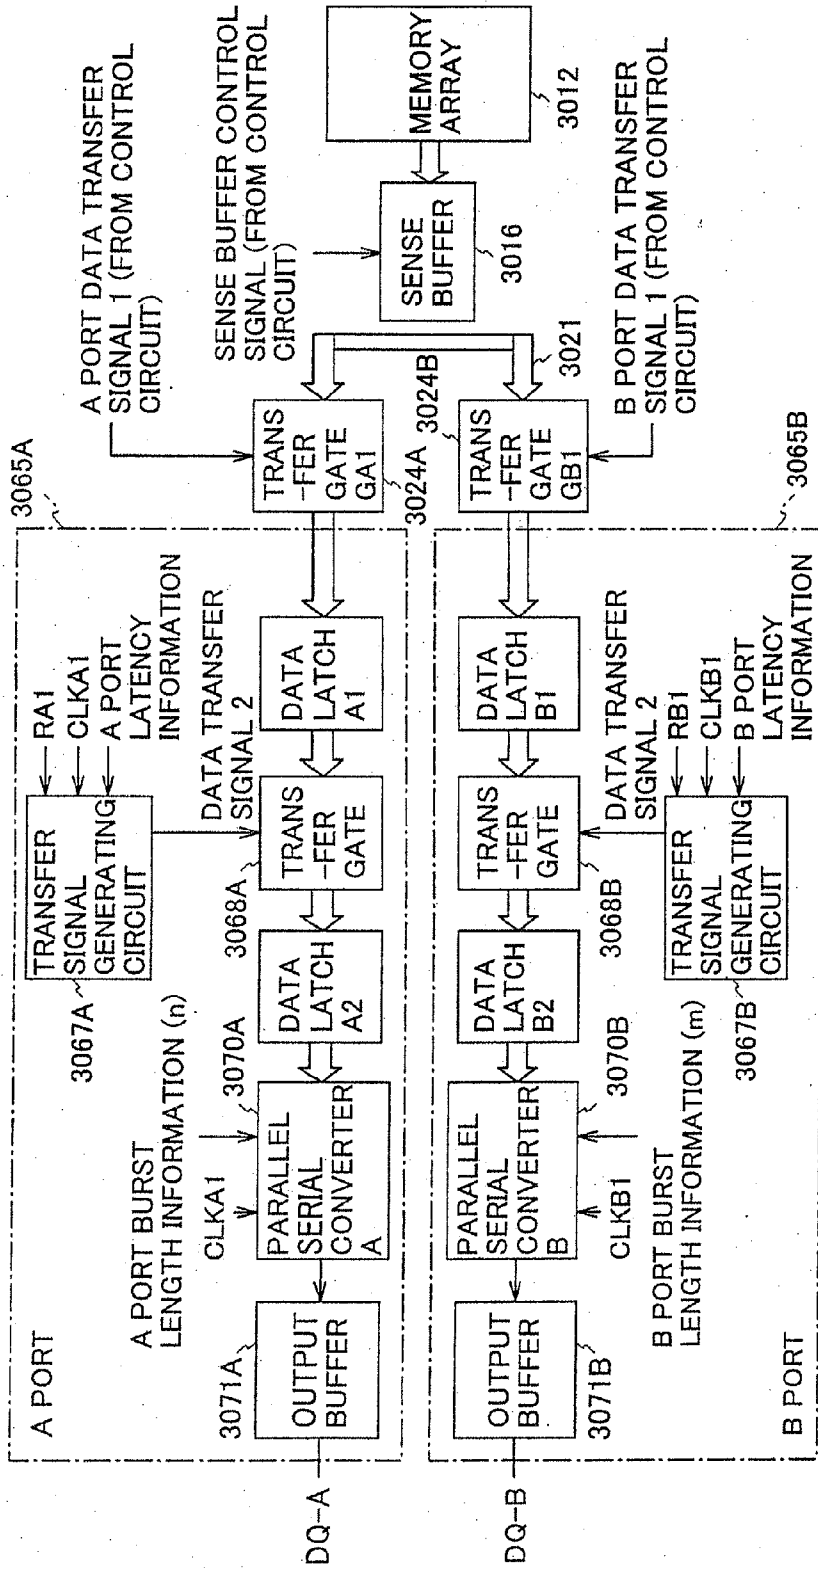 A PORT
3065A
A PORT DATA TRANSFER
SIGNAL 1 (FROM CONTROL
CIRCUIT)
SENSE BUFFER CONTROL
SIGNAL (FROM CONTROL
CIRCUIT)
MEMORY
ARRAY
3012
SENSE
BUFFER
3016
3021
TRANS
-FER
GATE
GA1
3024A
3024B
TRANS
-FER
GATE
GB1
B PORT DATA TRANSFER
SIGNAL 1 (FROM CONTROL
CIRCUIT)
RA1
CLKA1
A PORT
LATENCY
INFORMATION
TRANSFER
SIGNAL
GENERATING
CIRCUIT
3067A
DATA TRANSFER
SIGNAL 2
DATA
LATCH
A1
TRANS
-FER
GATE
3068A
DATA
LATCH
A2
A PORT BURST
LENGTH INFORMATION (n)
CLKA1
3070A
PARALLEL
SERIAL
CONVERTER
A
3071A
OUTPUT
BUFFER
DQ-A
3065B
DATA
LATCH
B1
TRANS
-FER
GATE
3068B
DATA
LATCH
B2
3070B
PARALLEL
SERIAL
CONVERTER
B
OUTPUT
BUFFER
3071B
DQ-B
DATA TRANSFER
SIGNAL 2
RB1
CLKB1
B PORT
LATENCY
INFORMATION
TRANSFER
SIGNAL
GENERATING
CIRCUIT
3067B
CLKB1
B PORT BURST
LENGTH INFORMATION (m)
B PORT